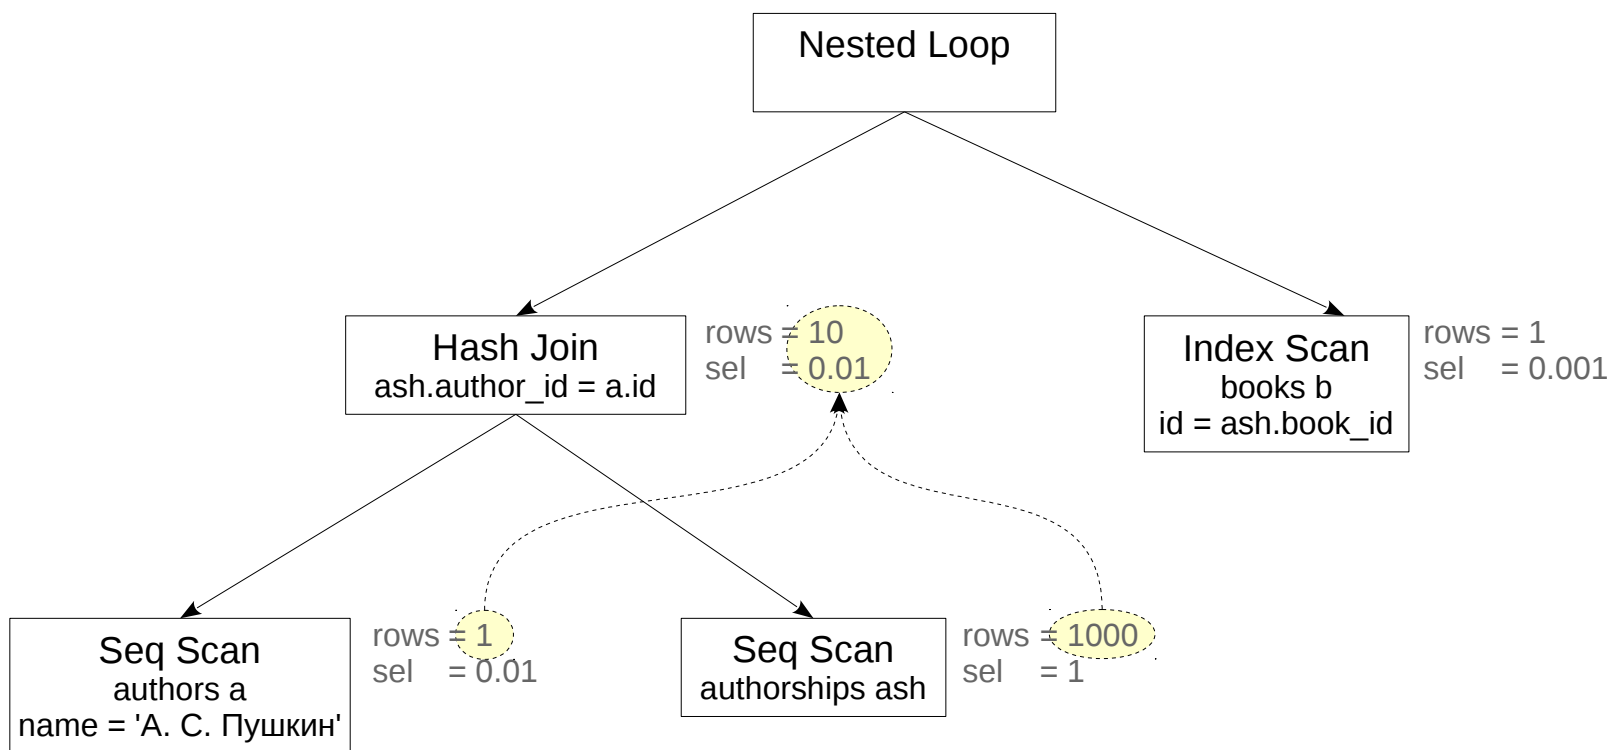 Nested Loop
Hash Join
ash.author_id = a.id
rows = 10
sel = 0.01
Index Scan
books b
id = ash.book_id
rows = 1
sel = 0.001
Seq Scan
authors a
name = 'А. С. Пушкин'
rows = 1
sel = 0.01
Seq Scan
authorships ash
rows = 1000
sel = 1